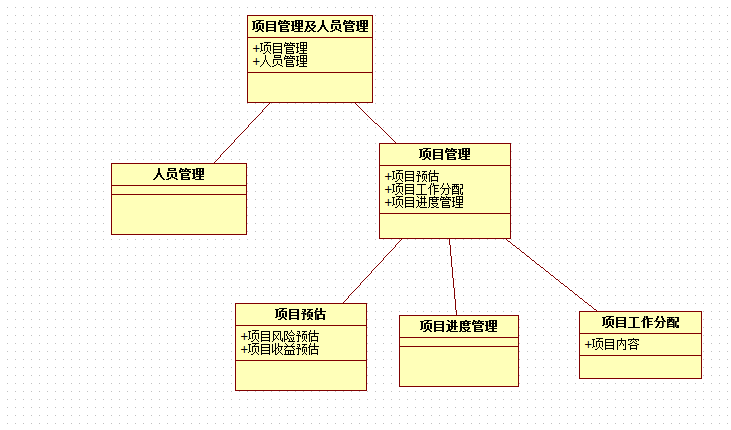 项目管理及人员管理
+项目管理
+人员管理
人员管理
项目管理
+项目预估
+项目工作分配
+项目进度管理
项目预估
+项目风险预估
+项目收益预估
项目进度管理
项目工作分配
+项目内容